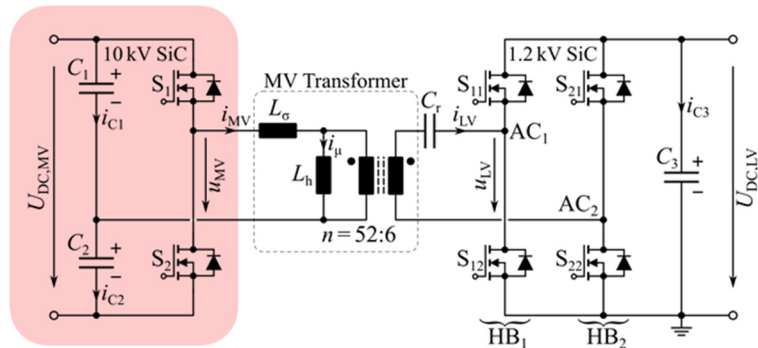 10 kV SiC
1.2 kV SiC
MV Transformer
C1
+
−
S1
iC1
iMV
Lσ
Cr
iLV
S11
S21
iC3
AC1
UDC,MV
uMV
Lh
iμ
uLV
C3
+
−
UDC,LV
AC2
C2
+
−
S2
n = 52:6
S12
S22
iC2
HB1
HB2